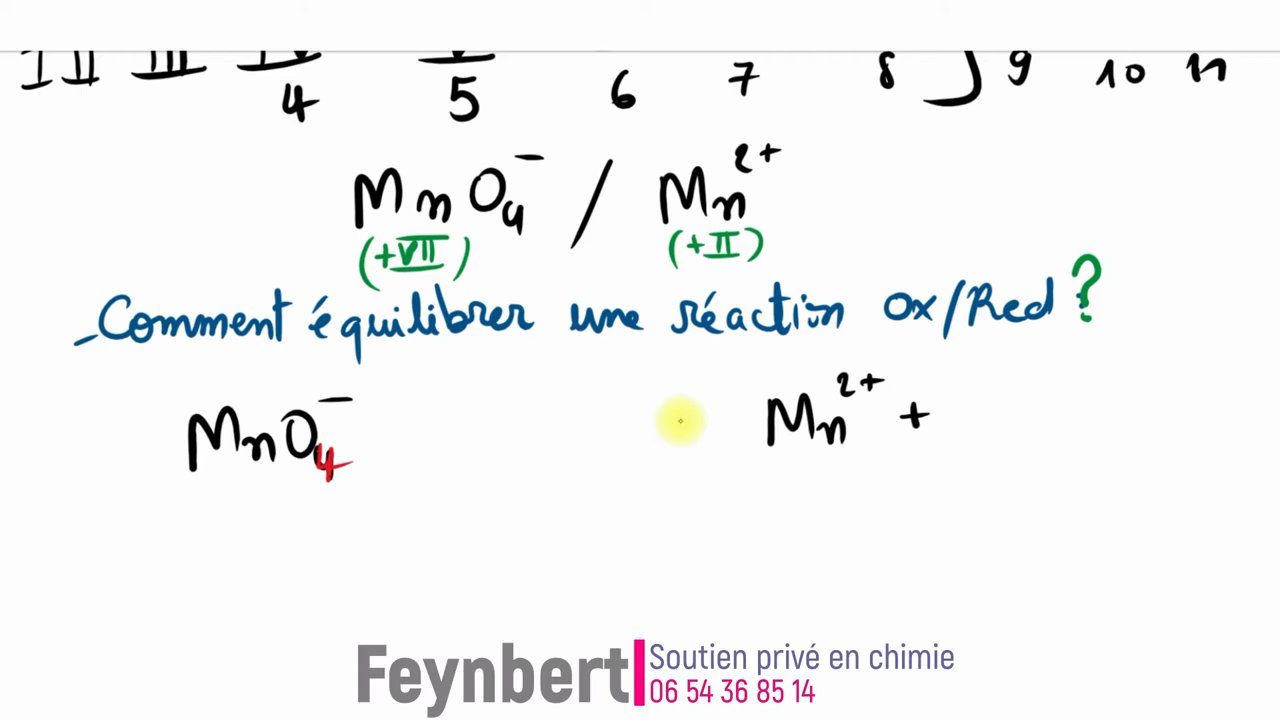 II III IV V
4 5 6 7 8 9 10 11
MnO₄⁻ / Mn²⁺
(+VII) (+II)
- Comment équilibrer une réaction ox/Red ?
MnO₄⁻ Mn²⁺ +
Feynbert
Soutien privé en chimie
06 54 36 85 14